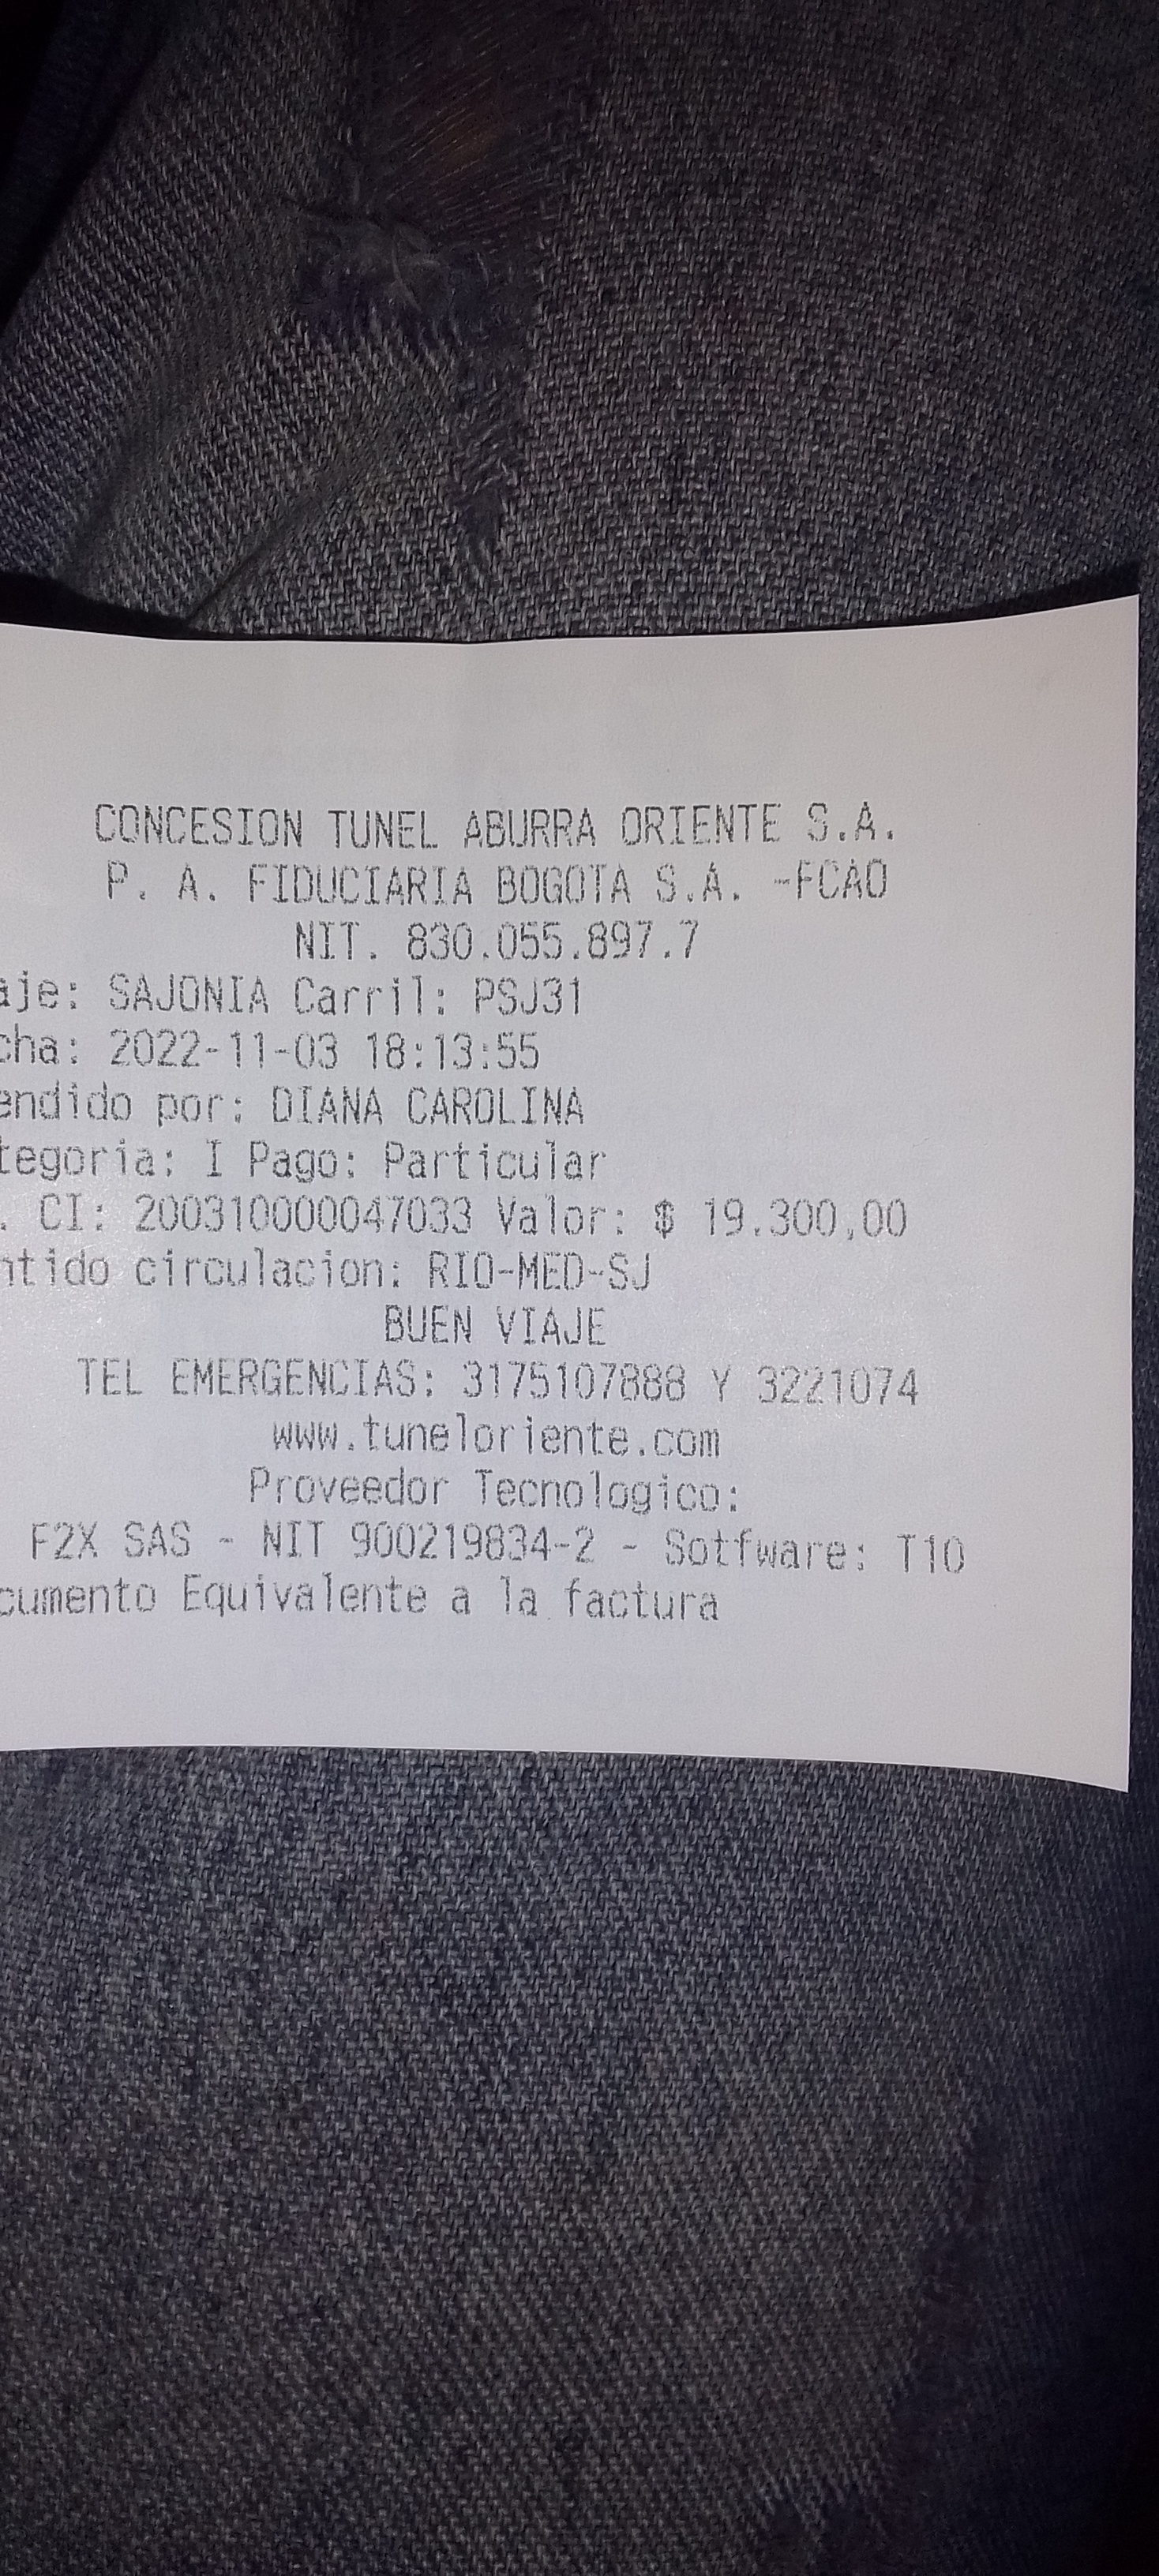 CONCESION TUNEL ABURRA ORIENTE S.A.
P. A. FIDUCIARIA BOGOTA S.A. -FCAO
NIT. 830.055.897.7
aje: SAJONIA Carril: PSJ31
cha: 2022-11-03 18:13:55
endido por: DIANA CAROLINA
tegoria: I Pago: Particular
. CI: 200310000047033 Valor: $ 19.300,00
ntido circulacion: RIO-MED-SJ
BUEN VIAJE
TEL EMERGENCIAS: 3175107888 Y 3221074
www.tuneloriente.com
Proveedor Tecnologico:
F2X SAS - NIT 900219834-2 - Sotfware: T10
cumento Equivalente a la factura